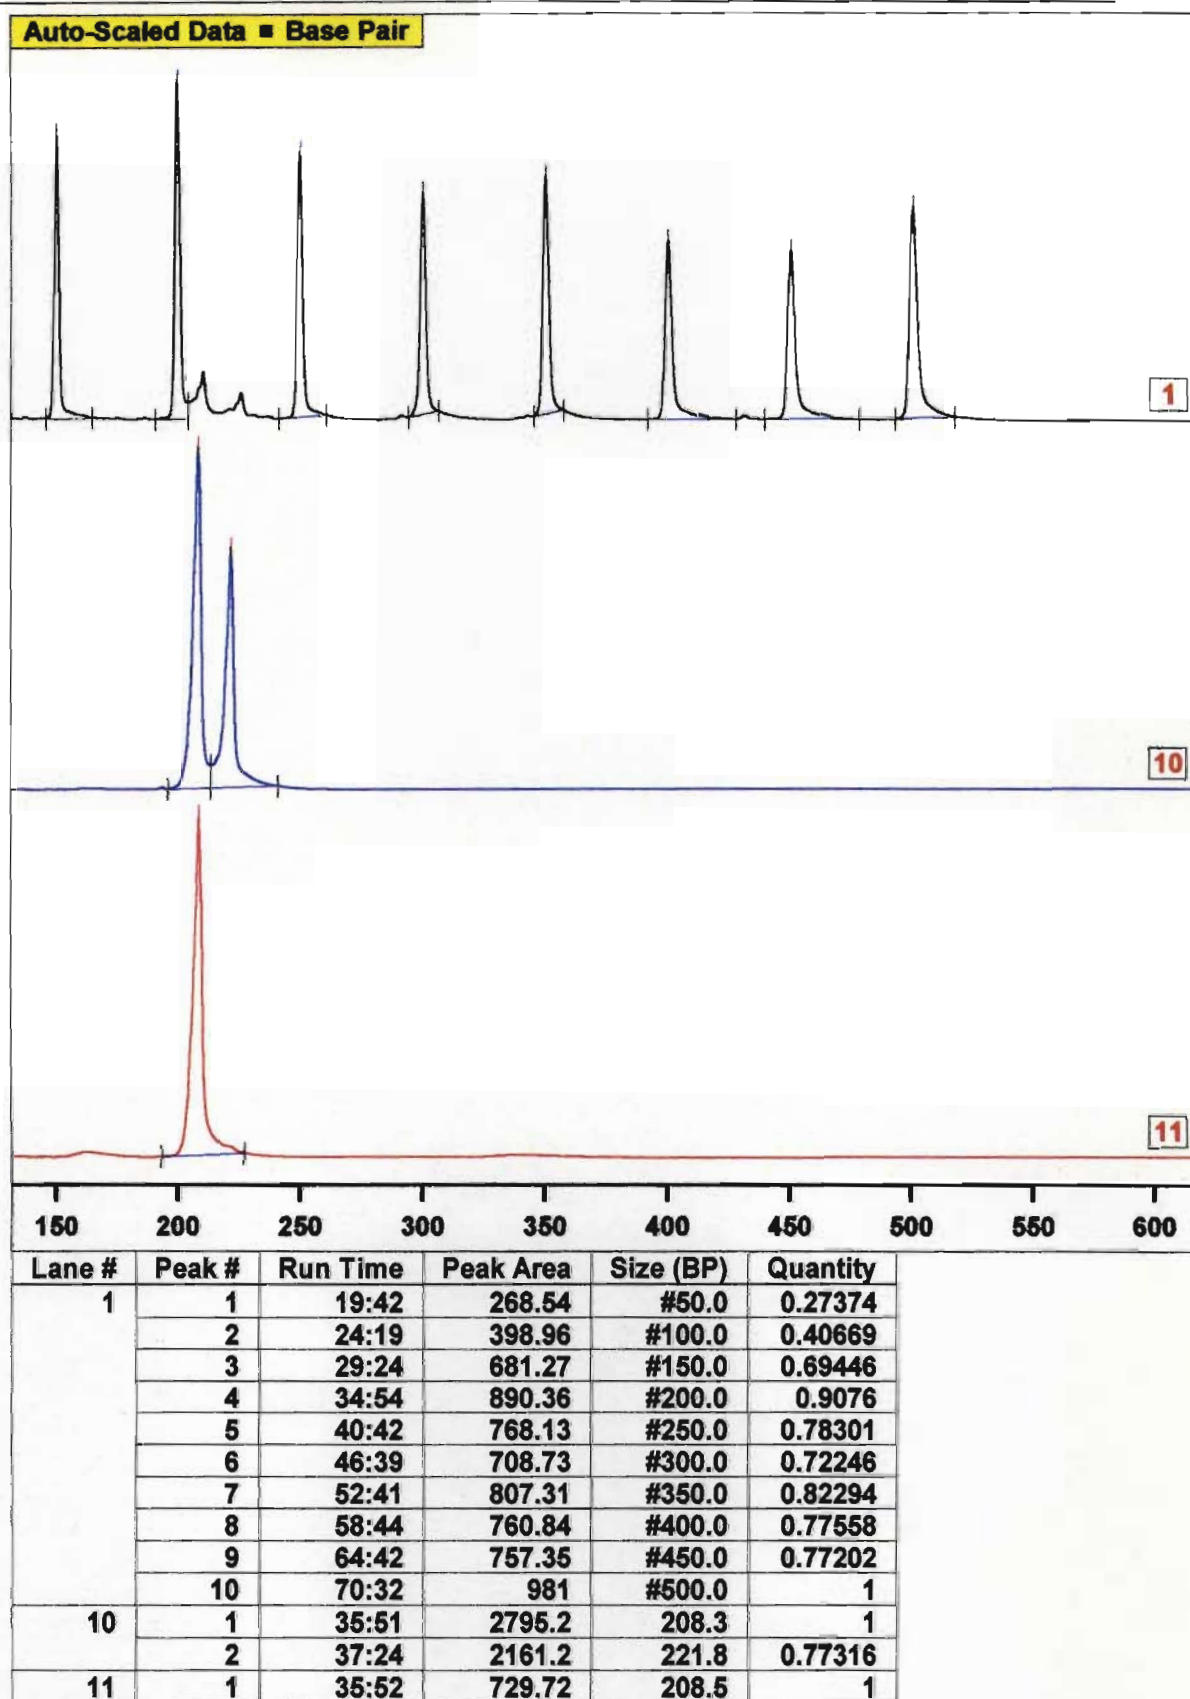 Auto-Scaled Data ▪ Base Pair
1
10
11
150 200 250 300 350 400 450 500 550 600
Lane # Peak # Run Time Peak Area Size (BP) Quantity
1 1 19:42 268.54 #50.0 0.27374
2 24:19 398.96 #100.0 0.40669
3 29:24 681.27 #150.0 0.69446
4 34:54 890.36 #200.0 0.9076
5 40:42 768.13 #250.0 0.78301
6 46:39 708.73 #300.0 0.72246
7 52:41 807.31 #350.0 0.82294
8 58:44 760.84 #400.0 0.77558
9 64:42 757.35 #450.0 0.77202
10 70:32 981 #500.0 1
10 1 35:51 2795.2 208.3 1
2 37:24 2161.2 221.8 0.77316
11 1 35:52 729.72 208.5 1